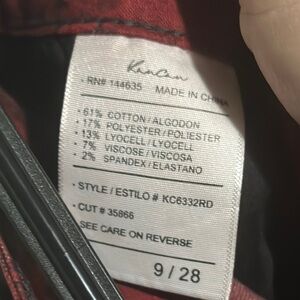 KanCan
· RN# 144635 MADE IN CHINA
· 61% COTTON / ALGODON
· 17% POLYESTER / POLIESTER
· 13% LYOCELL / LYOCELL
· 7% VISCOSE / VISCOSA
· 2% SPANDEX / ELASTANO
· STYLE / ESTILO # KC6332RD
· CUT # 35866
SEE CARE ON REVERSE
9 / 28